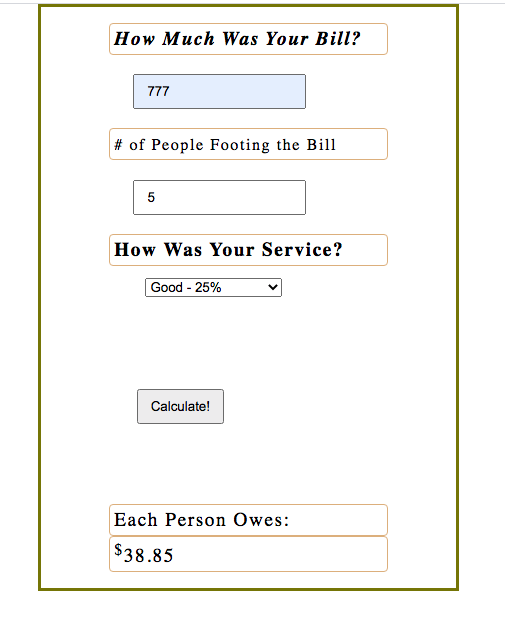 How Much Was Your Bill?
777
# of People Footing the Bill
5
How Was Your Service?
Good - 25%
Calculate!
Each Person Owes:
$38.85